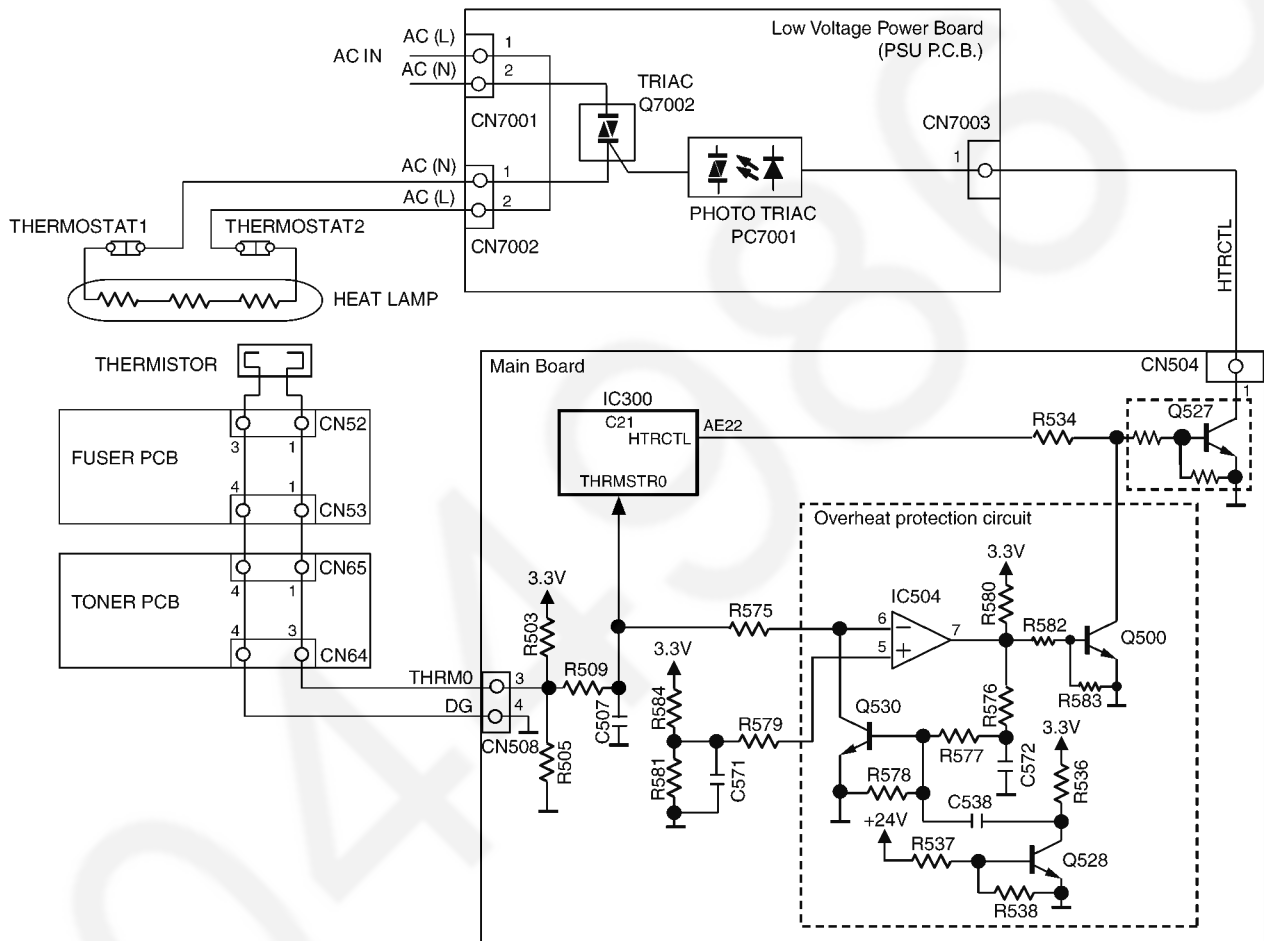 Low Voltage Power Board
(PSU P.C.B.)
AC IN
AC (L)
1
AC (N)
2
CN7001
TRIAC
Q7002
CN7003
1
AC (N)
1
AC (L)
2
CN7002
PHOTO TRIAC
PC7001
THERMOSTAT1
THERMOSTAT2
HEAT LAMP
HTRCTL
THERMISTOR
Main Board
CN504
1
IC300
C21
HTRCTL
AE22
THRMSTR0
R534
Q527
FUSER PCB
CN52
3
1
4
1
CN53
TONER PCB
CN65
4
1
4
3
CN64
Overheat protection circuit
3.3V
R503
R509
THRM0
3
DG
4
CN508
R505
C507
R575
3.3V
R584
R579
R581
C571
6
5
7
IC504
3.3V
R580
R582
Q500
R583
R576
Q530
R577
C572
3.3V
R536
R578
C538
+24V
R537
Q528
R538
049860